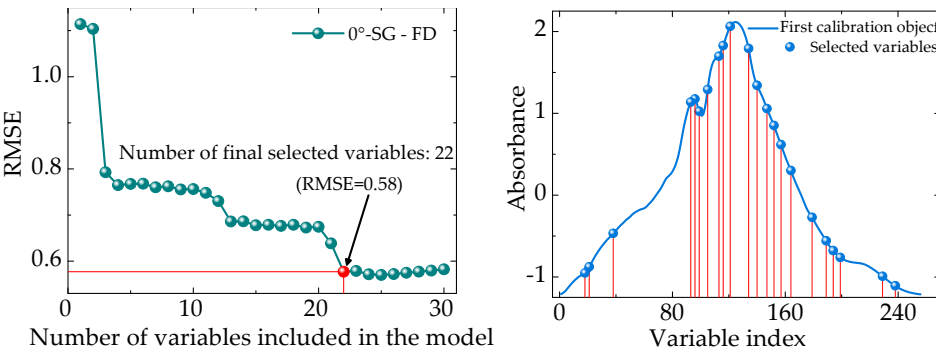 0°-SG - FD
1.0
0.8
0.6
RMSE
Number of final selected variables: 22
(RMSE=0.58)
0
10
20
30
Number of variables included in the model
First calibration object
Selected variables
2
1
0
-1
Absorbance
0
80
160
240
Variable index